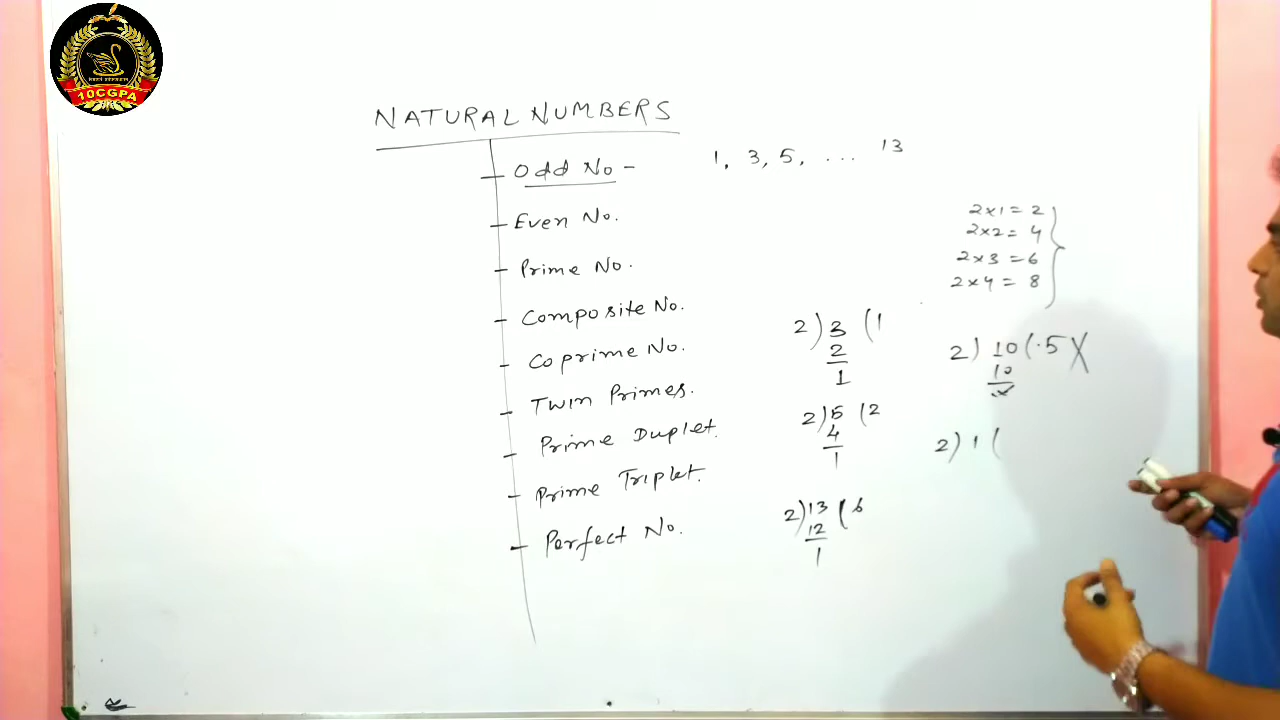 10CGPA
NATURAL NUMBERS
Odd No - 1, 3, 5, ... 13
Even No.
Prime No.
Composite No.
Coprime No.
Twin Primes.
Prime Duplet.
Prime Triplet.
Perfect No.
2x1 = 2
2x2 = 4
2x3 = 6
2x4 = 8
2) 3 (1
2
1
2) 5 (2
4
1
2) 13 (6
12
1
2) 10 (.5 X
10
x
2) 1 (